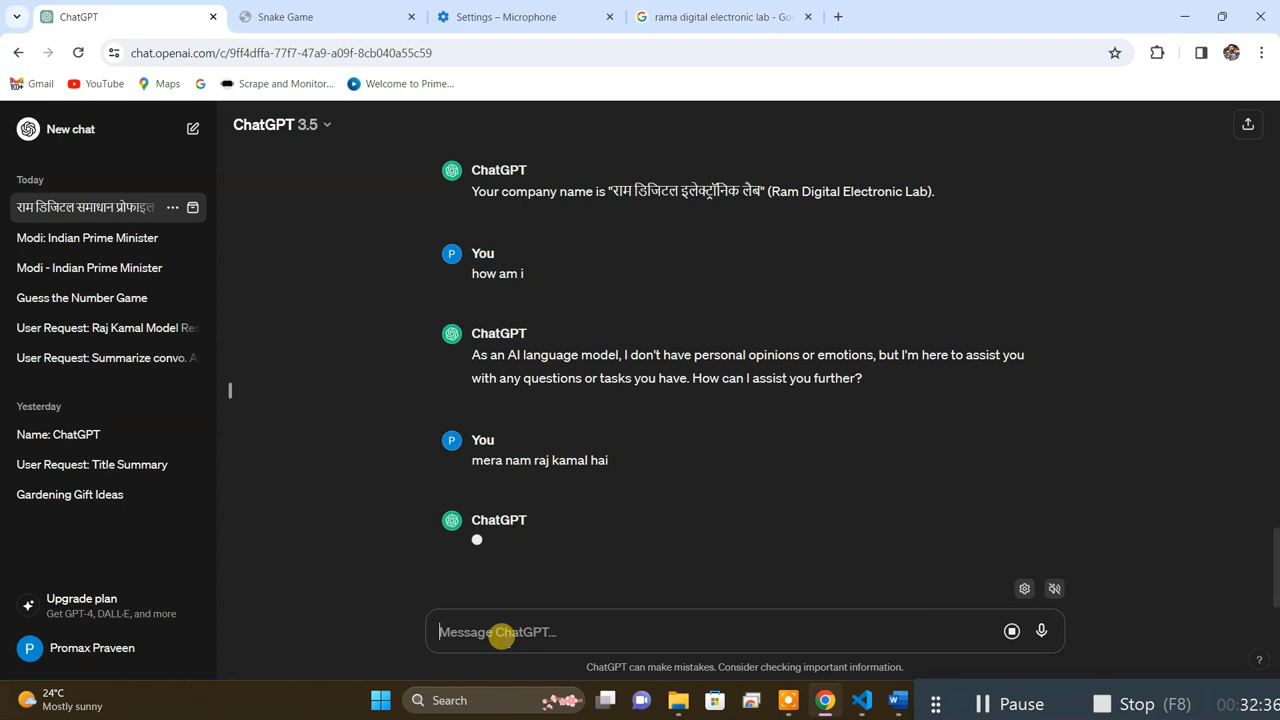 ChatGPT
Snake Game
Settings – Microphone
rama digital electronic lab - Go
chat.openai.com/c/9ff4dffa-77f7-47a9-a09f-8cb040a55c59
Gmail
YouTube
Maps
Scrape and Monitor...
Welcome to Prime...
New chat
ChatGPT 3.5
Today
राम डिजिटल समाधान प्रोफाइल
Modi: Indian Prime Minister
Modi - Indian Prime Minister
Guess the Number Game
User Request: Raj Kamal Model Re
User Request: Summarize convo. A
Yesterday
Name: ChatGPT
User Request: Title Summary
Gardening Gift Ideas
Upgrade plan
Get GPT-4, DALL·E, and more
P Promax Praveen
ChatGPT
Your company name is "राम डिजिटल इलेक्ट्रॉनिक लैब" (Ram Digital Electronic Lab).
P You
how am i
ChatGPT
As an AI language model, I don't have personal opinions or emotions, but I'm here to assist you
with any questions or tasks you have. How can I assist you further?
P You
mera nam raj kamal hai
ChatGPT
Message ChatGPT...
ChatGPT can make mistakes. Consider checking important information.
?
24°C
Mostly sunny
Search
Pause
Stop (F8)
00:32:36